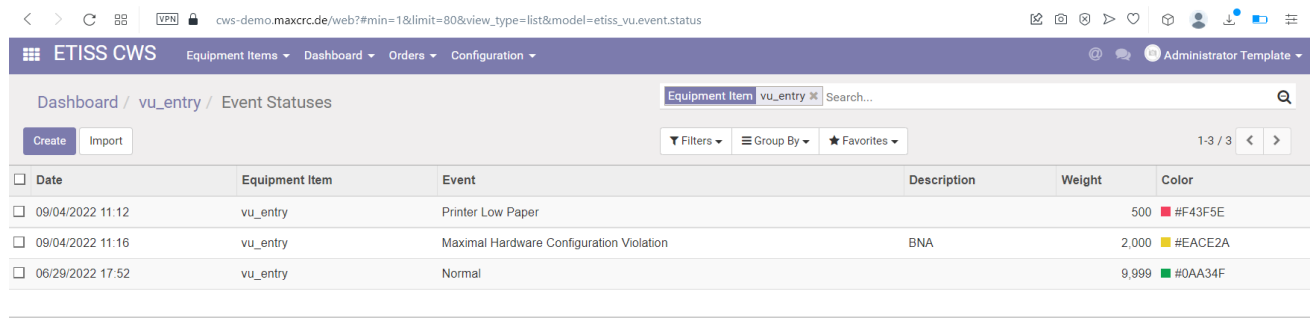 VPN cws-demo.maxcrc.de/web?#min=1&limit=80&view_type=list&model=etiss_vu.event.status
ETISS CWS Equipment Items Dashboard Orders Configuration @ Administrator Template
Dashboard / vu_entry / Event Statuses Equipment Item vu_entry Search...
Create Import Filters Group By Favorites 1-3 / 3
Date Equipment Item Event Description Weight Color
09/04/2022 11:12 vu_entry Printer Low Paper 500 #F43F5E
09/04/2022 11:16 vu_entry Maximal Hardware Configuration Violation BNA 2,000 #EACE2A
06/29/2022 17:52 vu_entry Normal 9,999 #0AA34F